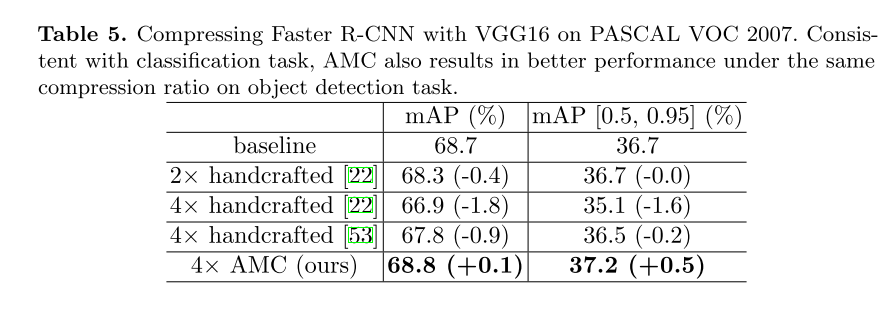 Table 5. Compressing Faster R-CNN with VGG16 on PASCAL VOC 2007. Consis-
tent with classification task, AMC also results in better performance under the same
compression ratio on object detection task.
mAP (%) mAP [0.5, 0.95] (%)
baseline 68.7 36.7
2× handcrafted [22] 68.3 (-0.4) 36.7 (-0.0)
4× handcrafted [22] 66.9 (-1.8) 35.1 (-1.6)
4× handcrafted [53] 67.8 (-0.9) 36.5 (-0.2)
4× AMC (ours) 68.8 (+0.1) 37.2 (+0.5)